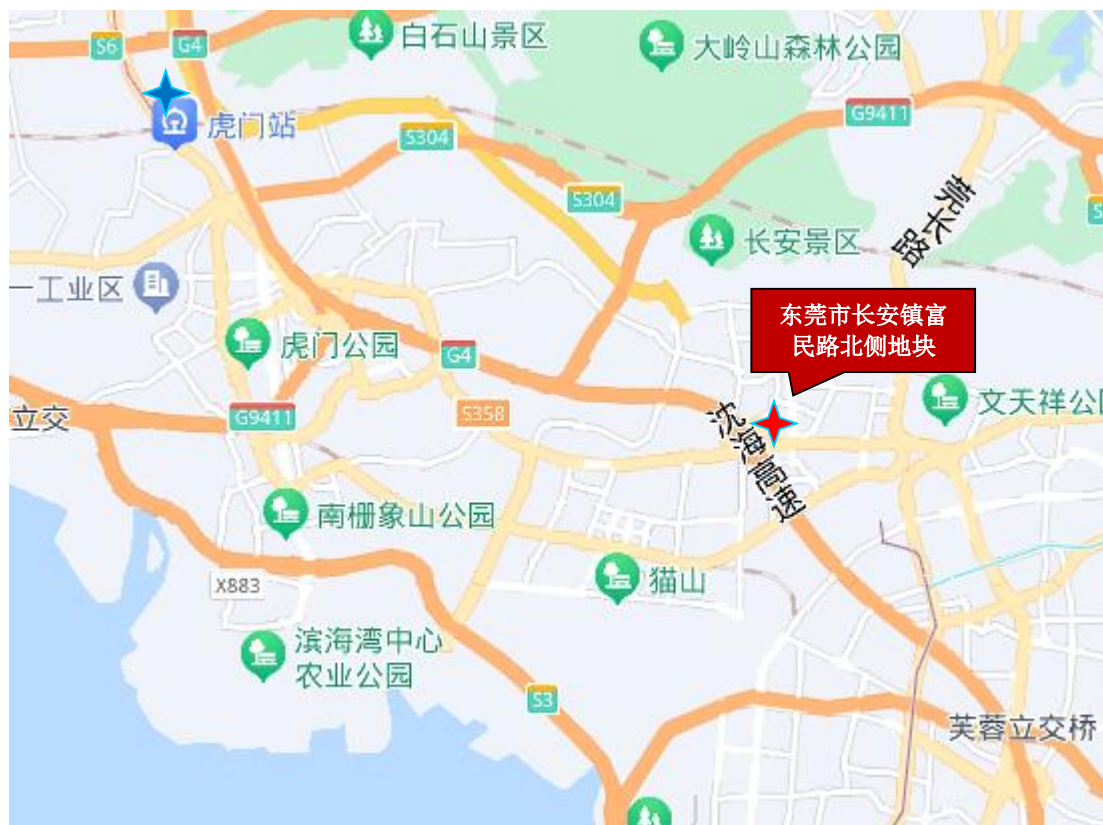 S6
G4
白石山景区
大岭山森林公园
G9411
虎门站
S304
S304
莞长路
S
长安景区
一工业区
东莞市长安镇富
民路北侧地块
虎门公园
G4
G9411
S358
文天祥公
立交
沈海高速
南栅象山公园
X883
猫山
滨海湾中心
农业公园
S3
芙蓉立交桥